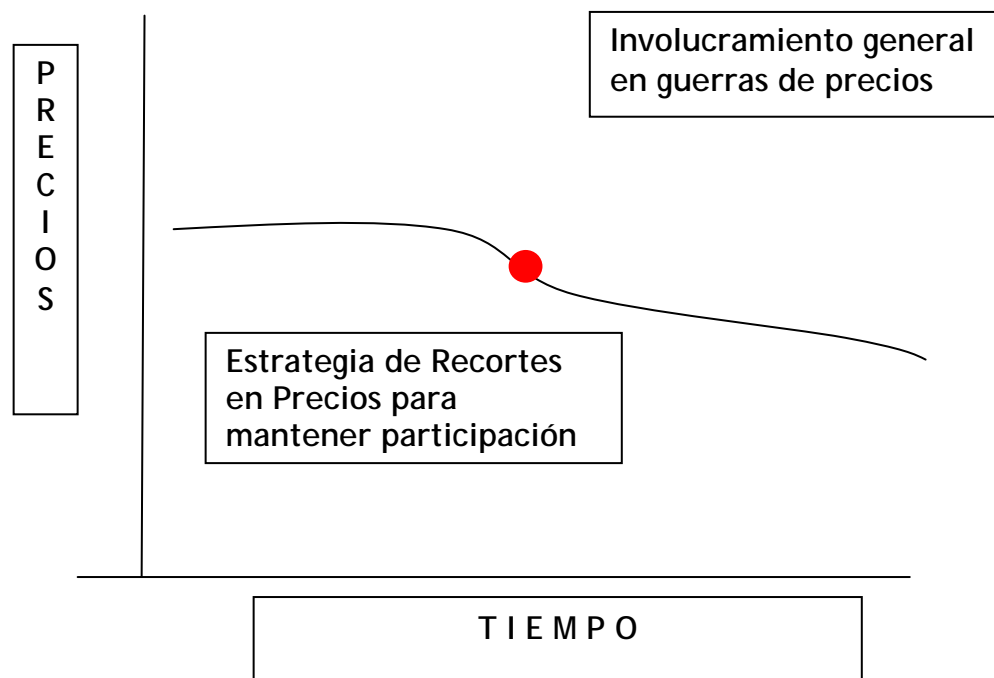 P
R
E
C
I
O
S
Involucramiento general
en guerras de precios
Estrategia de Recortes
en Precios para
mantener participación
T I E M P O